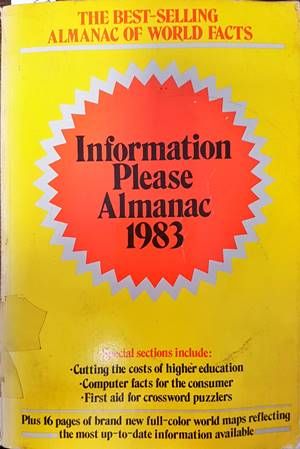 THE BEST-SELLING
ALMANAC OF WORLD FACTS
Information
Please
Almanac
1983
Special sections include:
·Cutting the costs of higher education
·Computer facts for the consumer
·First aid for crossword puzzlers
Plus 16 pages of brand new full-color world maps reflecting
the most up-to-date information available